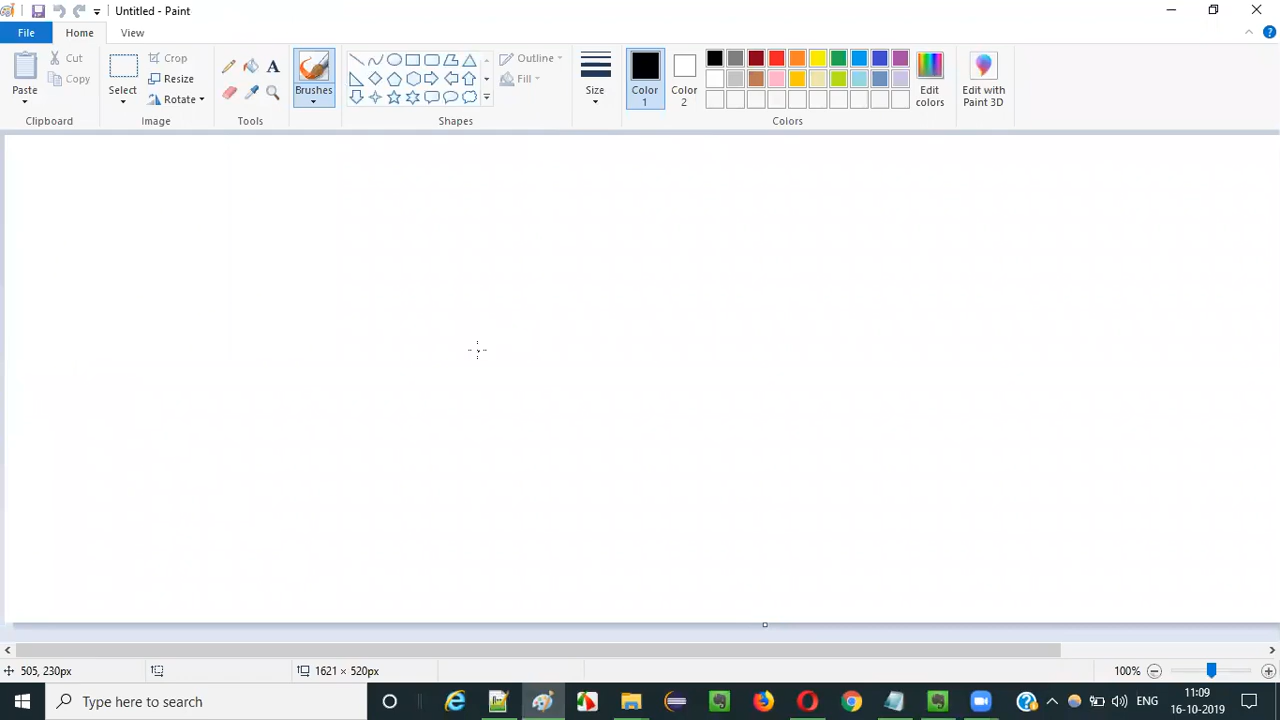 Untitled - Paint
File Home View
Paste
Cut
Copy
Clipboard
Select
Crop
Resize
Rotate
Image
A
Tools
Brushes
Shapes
Outline
Fill
Size
Color
1
Color
2
Colors
Edit
colors
Edit with
Paint 3D
505, 230px
1621 × 520px
100%
Type here to search
ENG
11:09
16-10-2019